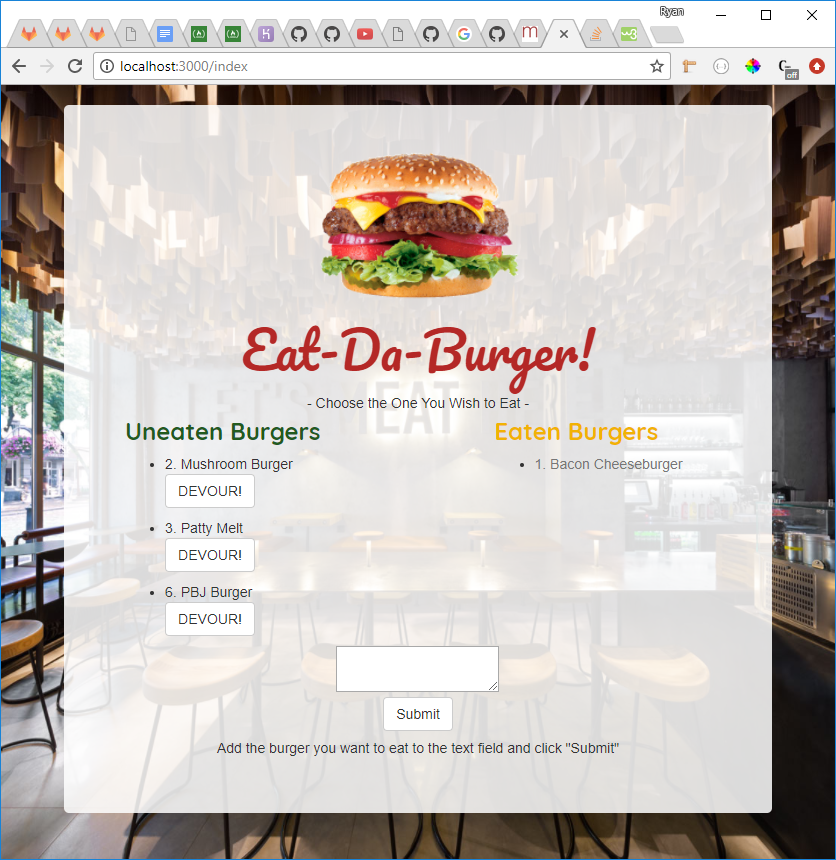 Ryan
localhost:3000/index
off
Eat-Da-Burger!
- Choose the One You Wish to Eat -
Uneaten Burgers
2. Mushroom Burger
DEVOUR!
3. Patty Melt
DEVOUR!
6. PBJ Burger
DEVOUR!
Eaten Burgers
1. Bacon Cheeseburger
Submit
Add the burger you want to eat to the text field and click "Submit"